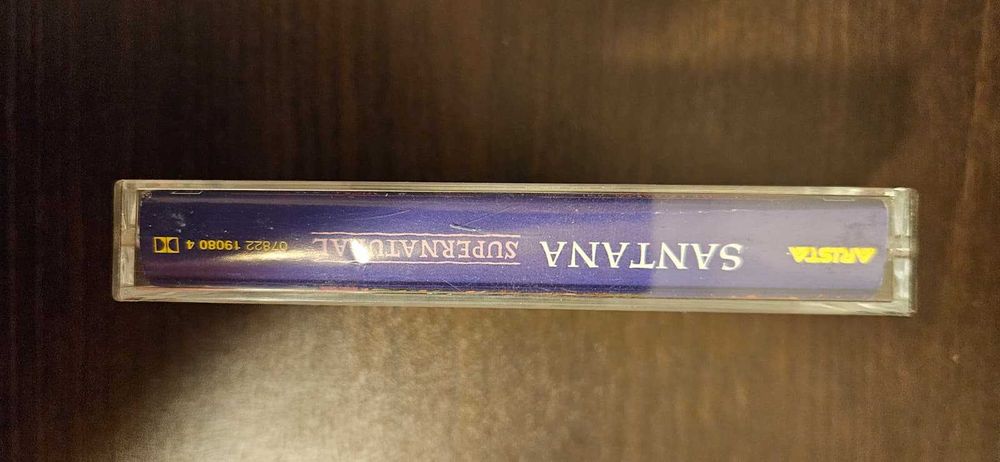 ARISTA
SANTANA
SUPERNATURAL
07822 19080 4